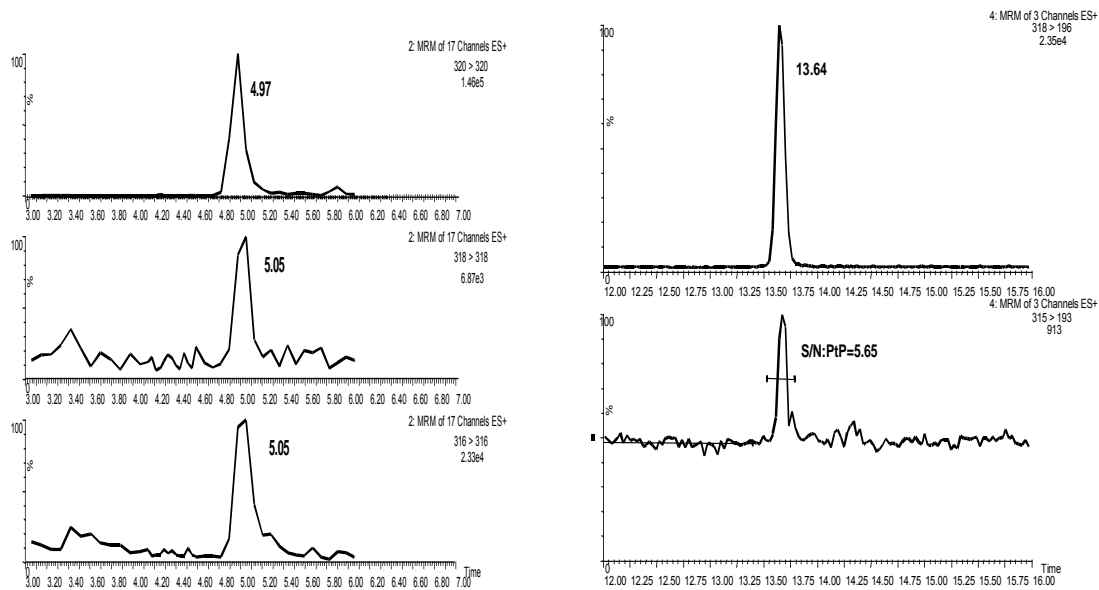 2: MRM of 17 Channels ES+
320 > 320
1.46e5
100
%
0
4.97
3.00 3.20 3.40 3.60 3.80 4.00 4.20 4.40 4.60 4.80 5.00 5.20 5.40 5.60 5.80 6.00 6.20 6.40 6.60 6.80 7.00
2: MRM of 17 Channels ES+
318 > 318
6.87e3
100
%
0
5.05
3.00 3.20 3.40 3.60 3.80 4.00 4.20 4.40 4.60 4.80 5.00 5.20 5.40 5.60 5.80 6.00 6.20 6.40 6.60 6.80 7.00
2: MRM of 17 Channels ES+
316 > 316
2.33e4
100
%
0
5.05
Time
3.00 3.20 3.40 3.60 3.80 4.00 4.20 4.40 4.60 4.80 5.00 5.20 5.40 5.60 5.80 6.00 6.20 6.40 6.60 6.80 7.00
4: MRM of 3 Channels ES+
318 > 196
2.35e4
100
%
0
13.64
12.00 12.25 12.50 12.75 13.00 13.25 13.50 13.75 14.00 14.25 14.50 14.75 15.00 15.25 15.50 15.75 16.00
4: MRM of 3 Channels ES+
315 > 193
913
100
%
0
S/N:PtP=5.65
Time
12.00 12.25 12.50 12.75 13.00 13.25 13.50 13.75 14.00 14.25 14.50 14.75 15.00 15.25 15.50 15.75 16.00